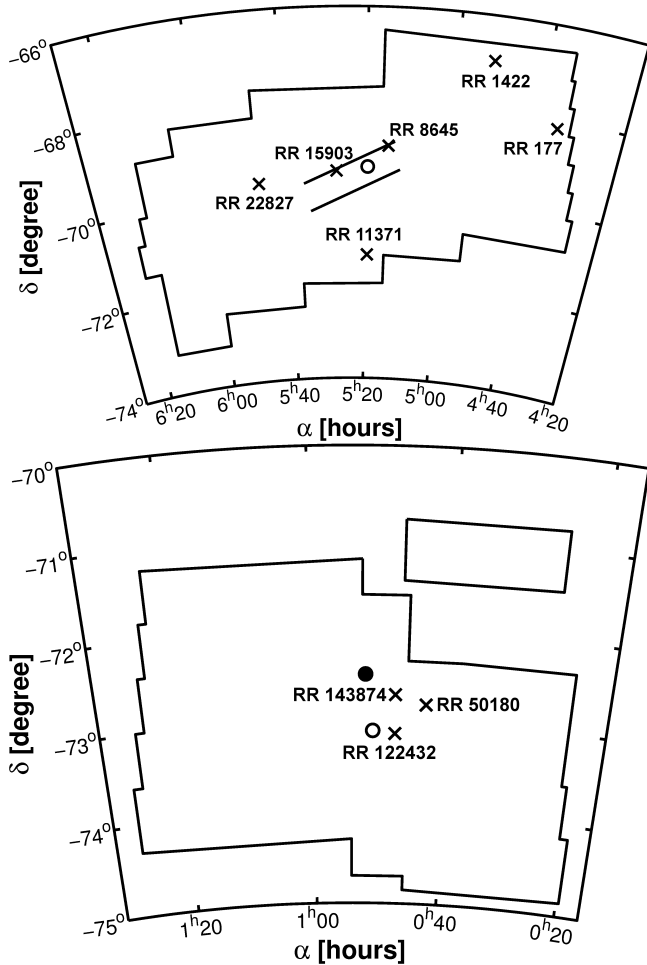 −66°
RR 1422
−68°
RR 8645
RR 15903
RR 177
RR 22827
−70°
RR 11371
δ [degree]
−72°
−74°
6h20 6h00 5h40 5h20 5h00 4h40 4h20
α [hours]
−70°
−71°
−72°
RR 143874
RR 50180
−73°
RR 122432
δ [degree]
−74°
−75°
1h20 1h00 0h40 0h20
α [hours]